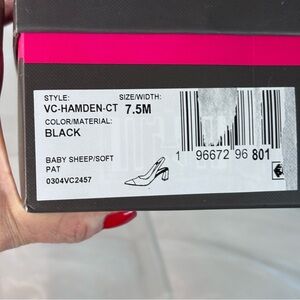 STYLE: SIZE/WIDTH:
VC-HAMDEN-CT 7.5M
COLOR/MATERIAL:
BLACK
BABY SHEEP/SOFT
PAT
0304VC2457
1 96672 96 801